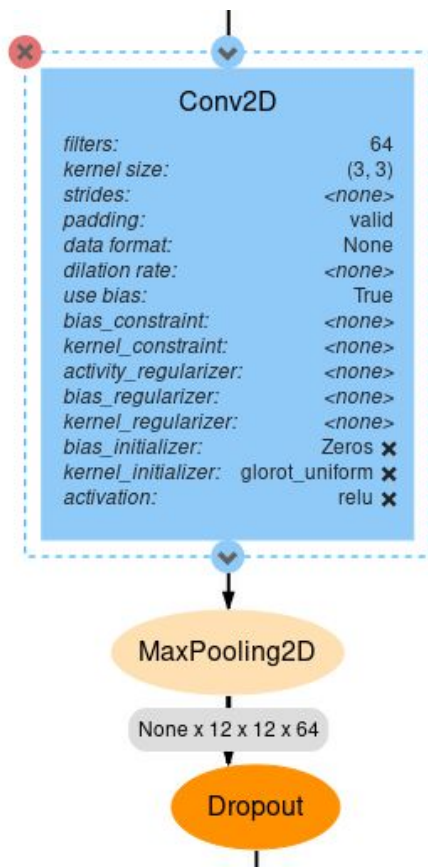 Conv2D
filters: 64
kernel size: (3, 3)
strides: <none>
padding: valid
data format: None
dilation rate: <none>
use bias: True
bias_constraint: <none>
kernel_constraint: <none>
activity_regularizer: <none>
bias_regularizer: <none>
kernel_regularizer: <none>
bias_initializer: Zeros ×
kernel_initializer: glorot_uniform ×
activation: relu ×
MaxPooling2D
None x 12 x 12 x 64
Dropout